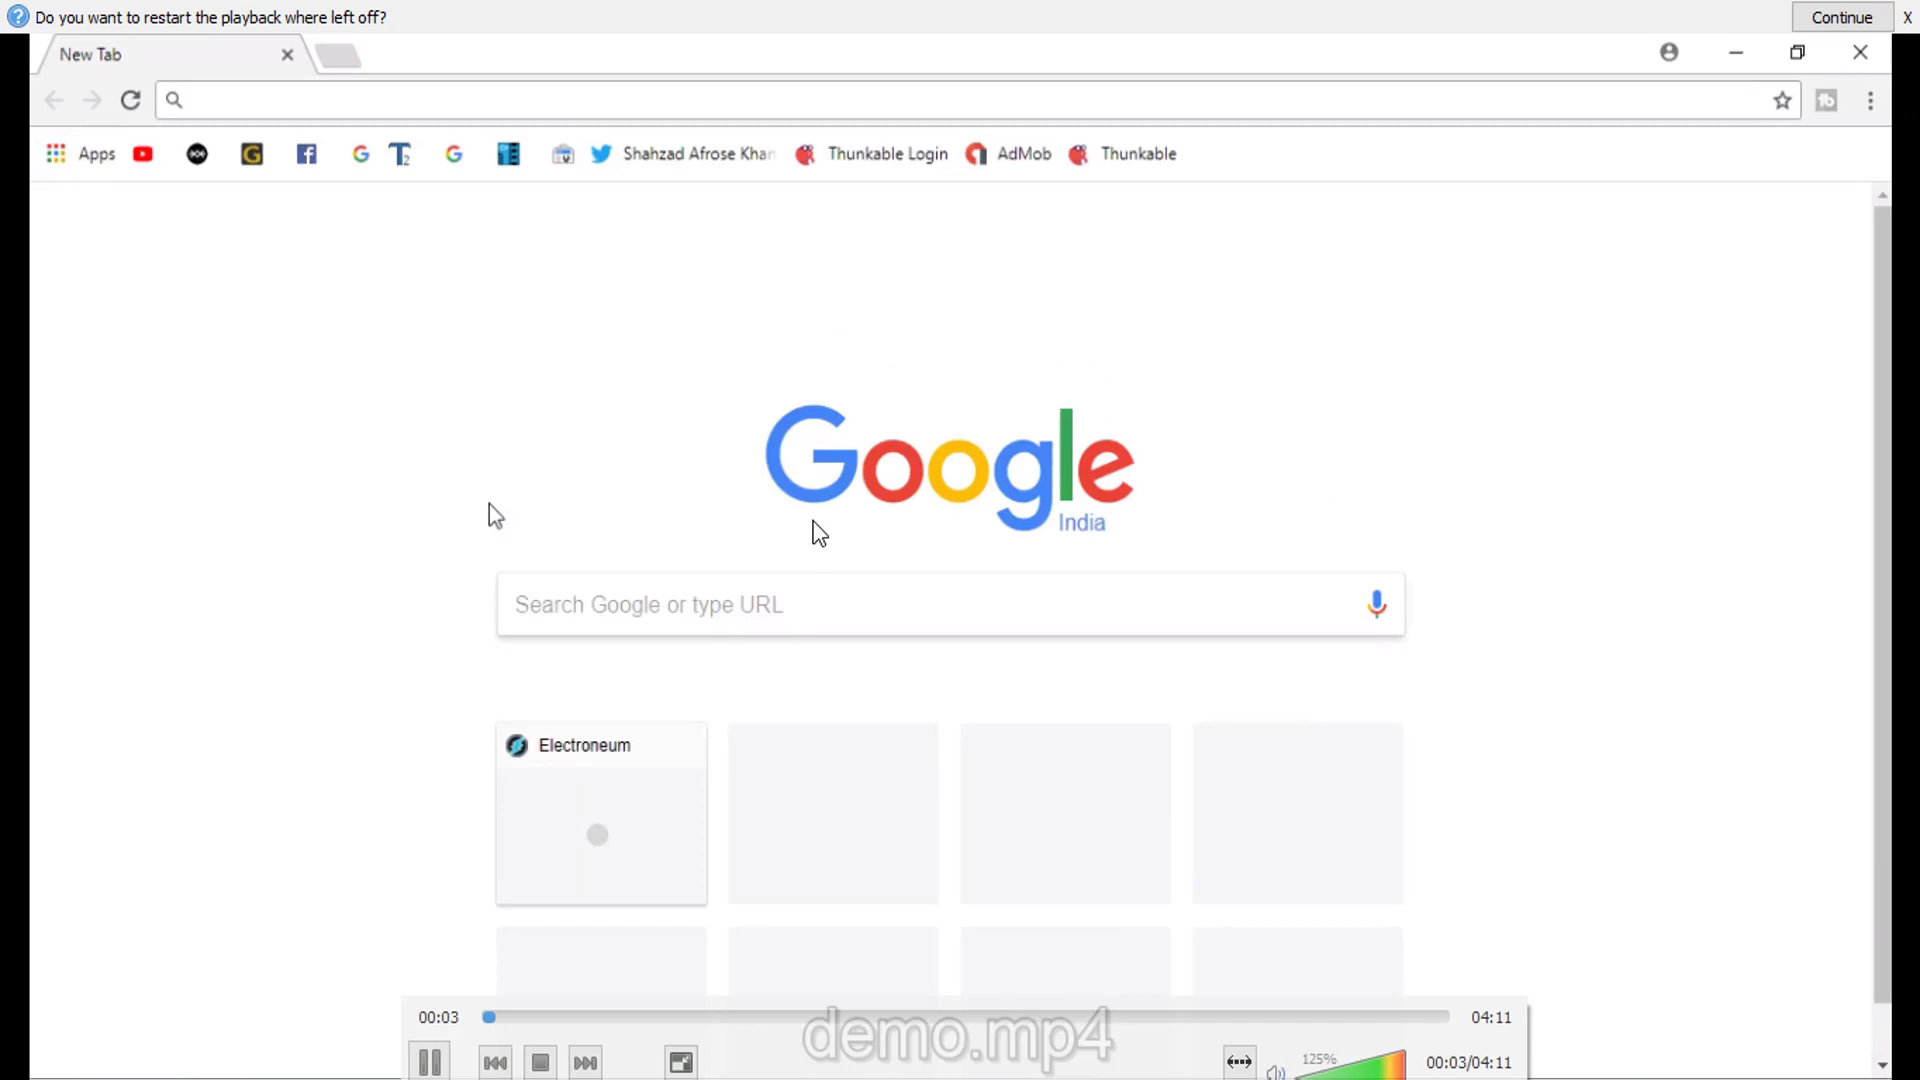 Do you want to restart the playback where left off?
Continue
X
New Tab
Apps
Shahzad Afrose Khan
Thunkable Login
AdMob
Thunkable
Google
India
Search Google or type URL
Electroneum
00:03
04:11
demo.mp4
125%
00:03/04:11